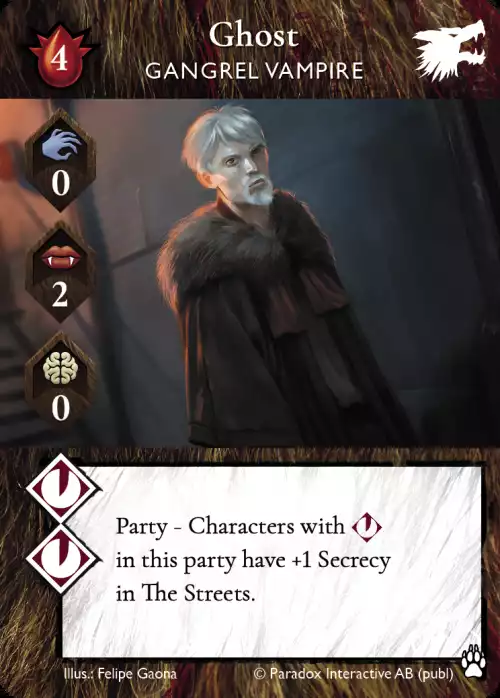 Ghost
4
GANGREL VAMPIRE
0
2
0
Party - Characters with
in this party have +1 Secrecy
in The Streets.
Illus.: Felipe Gaona
© Paradox Interactive AB (publ)